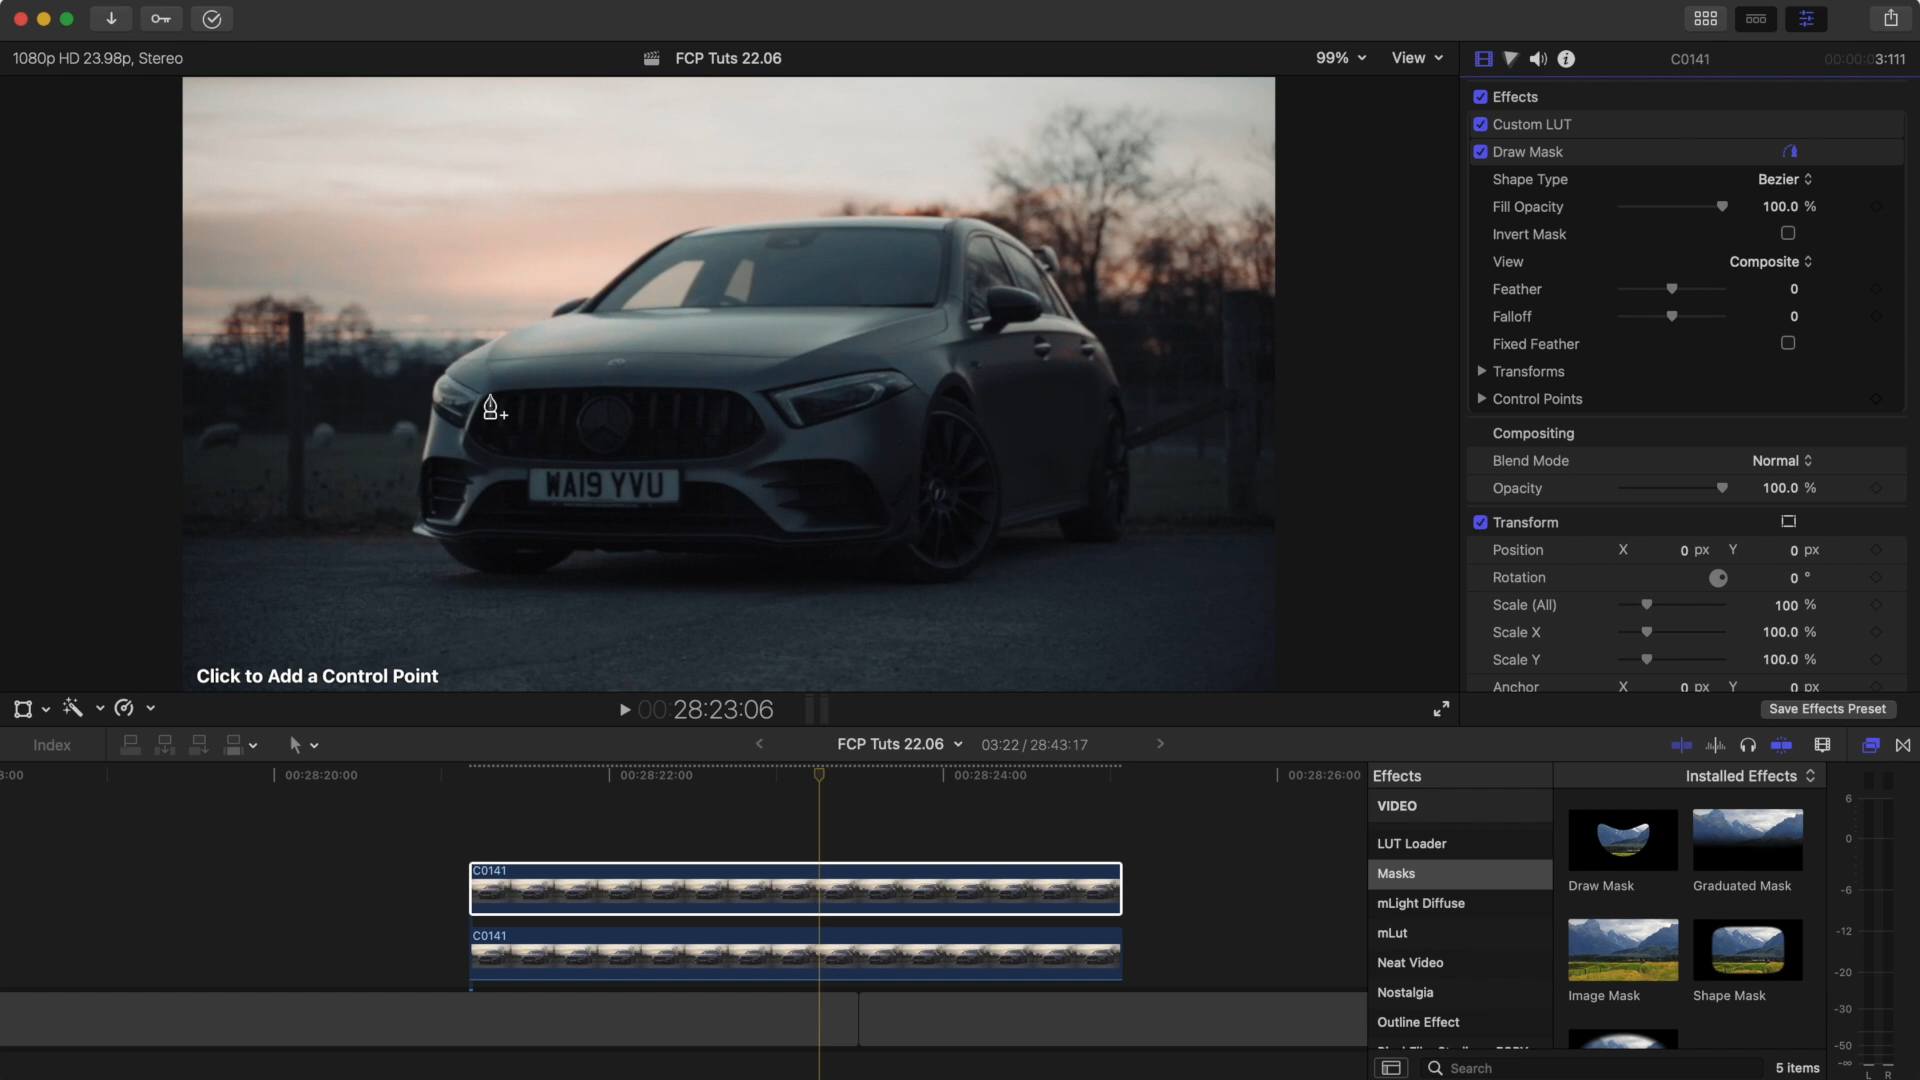 1080p HD 23.98p, Stereo
FCP Tuts 22.06
99%
View
C0141
00:00:03:111
Effects
Custom LUT
Draw Mask
Shape Type
Bezier
Fill Opacity
100.0 %
Invert Mask
View
Composite
Feather
0
Falloff
0
Fixed Feather
Transforms
Control Points
Compositing
Blend Mode
Normal
Opacity
100.0 %
Transform
Position X 0 px Y 0 px
Rotation
0 °
Scale (All)
100 %
Scale X
100.0 %
Scale Y
100.0 %
Anchor X 0 px Y 0 px
Save Effects Preset
WA19 YVU
Click to Add a Control Point
00:28:23:06
Index
FCP Tuts 22.06
03:22 / 28:43:17
8:00
00:28:20:00
00:28:22:00
00:28:24:00
00:28:26:00
C0141
C0141
Effects
Installed Effects
VIDEO
LUT Loader
Masks
mLight Diffuse
mLut
Neat Video
Nostalgia
Outline Effect
Draw Mask
Graduated Mask
Image Mask
Shape Mask
Search
5 items
6
0
-6
-12
-20
-30
-50
-∞
L R